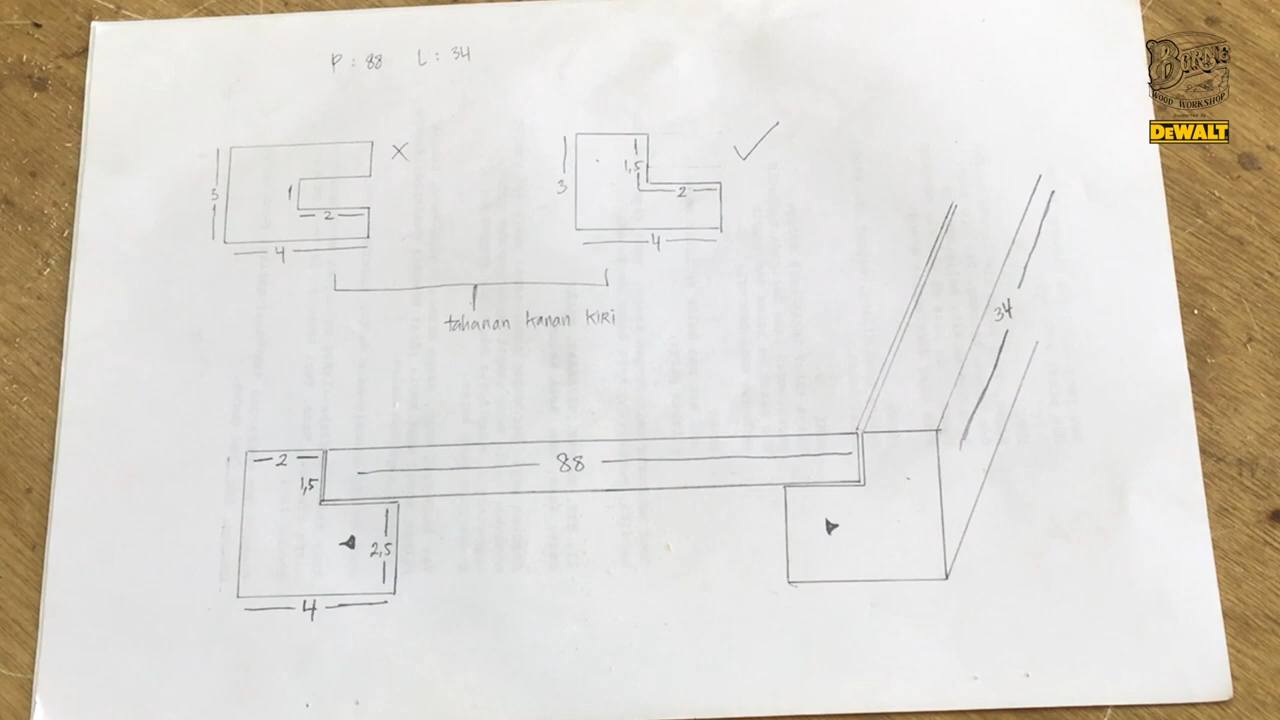 P : 88 L : 34
BORNE
WOOD WORKSHOP
DEWALT
3
1
2
4
x
3
1,5
2
4
tahanan kanan kiri
34
2
1,5
88
2,5
4